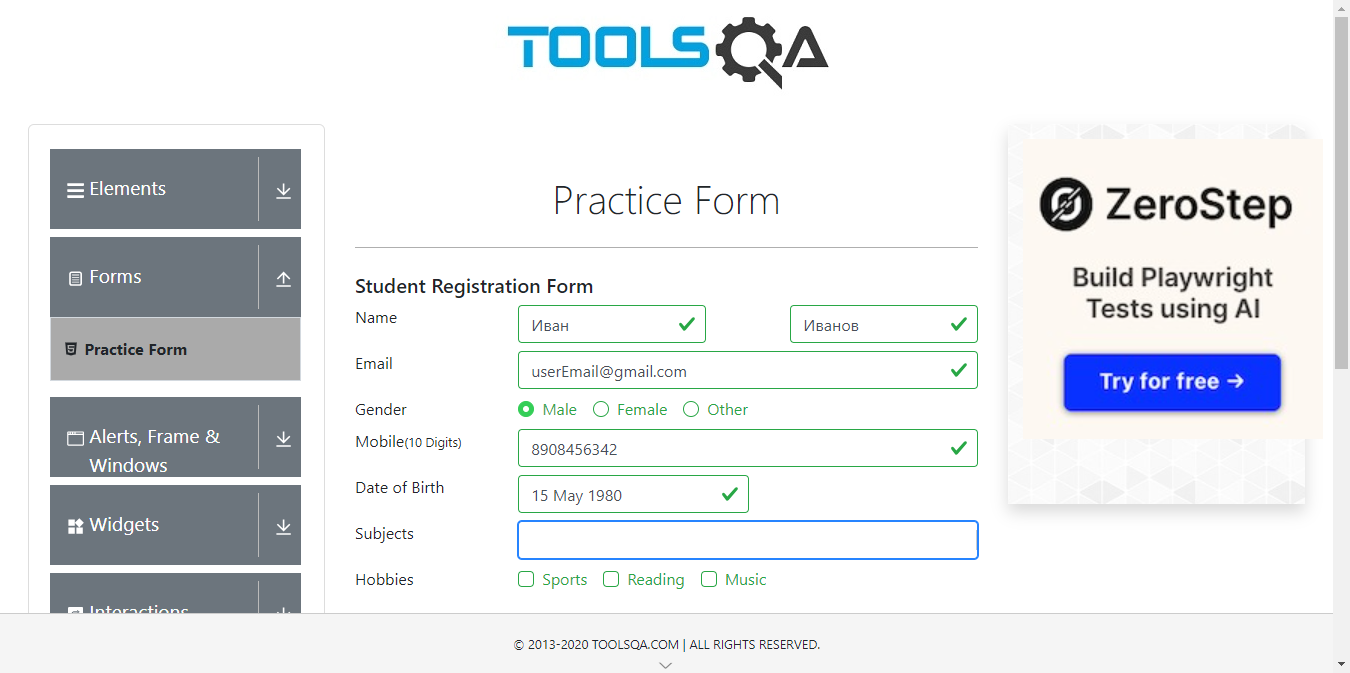 TOOLSQA
Elements
Forms
Practice Form
Alerts, Frame &
Windows
Widgets
Interactions
Practice Form
Student Registration Form
Name
Иван
Иванов
Email
userEmail@gmail.com
Gender
Male
Female
Other
Mobile(10 Digits)
8908456342
Date of Birth
15 May 1980
Subjects
Hobbies
Sports
Reading
Music
ZeroStep
Build Playwright
Tests using AI
Try for free →
© 2013-2020 TOOLSQA.COM | ALL RIGHTS RESERVED.